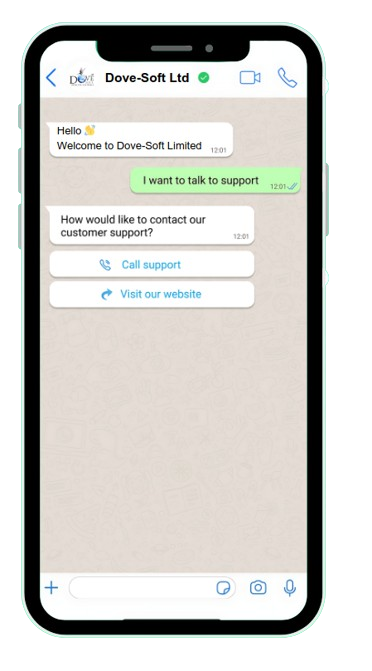 Dove
Dove-Soft Ltd
Hello 👋
Welcome to Dove-Soft Limited 12:01
I want to talk to support 12:01
How would like to contact our
customer support? 12:01
Call support
Visit our website